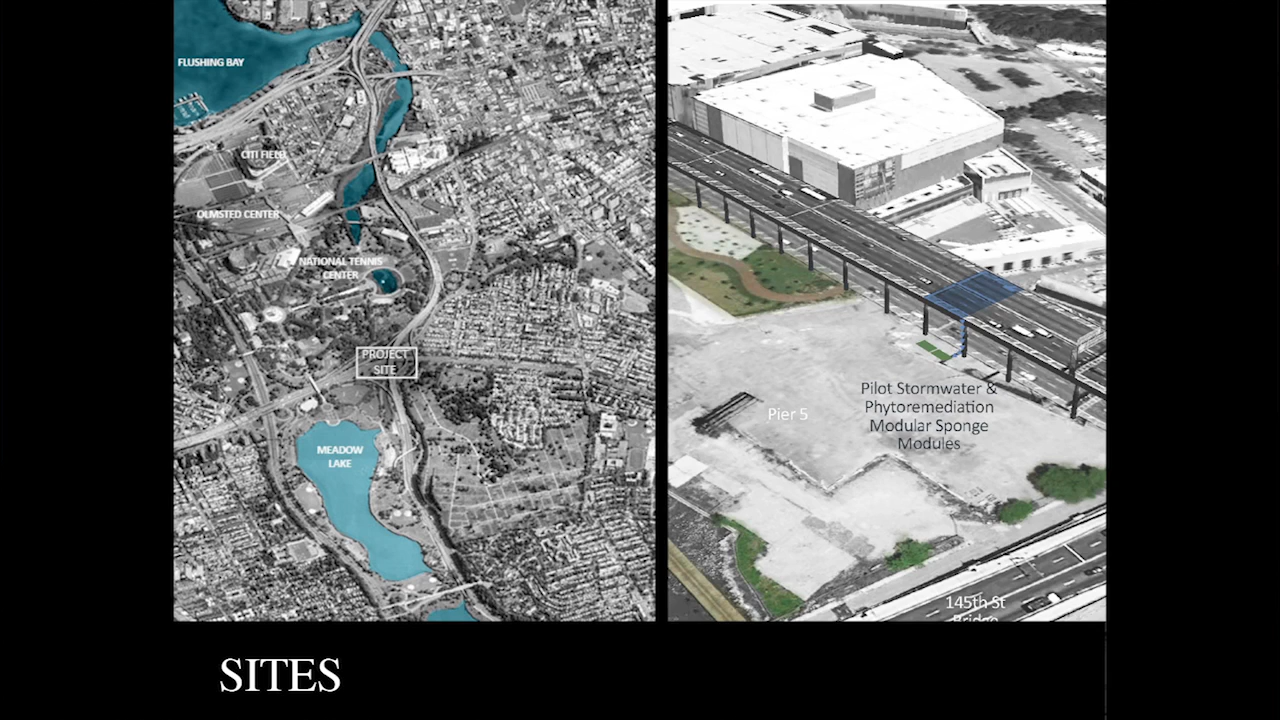 FLUSHING BAY
CITI FIELD
OLMSTED CENTER
NATIONAL TENNIS
CENTER
PROJECT
SITE
MEADOW
LAKE
Pilot Stormwater &
Phytoremediation
Modular Sponge
Modules
Pier 5
145th St
Bridge
SITES